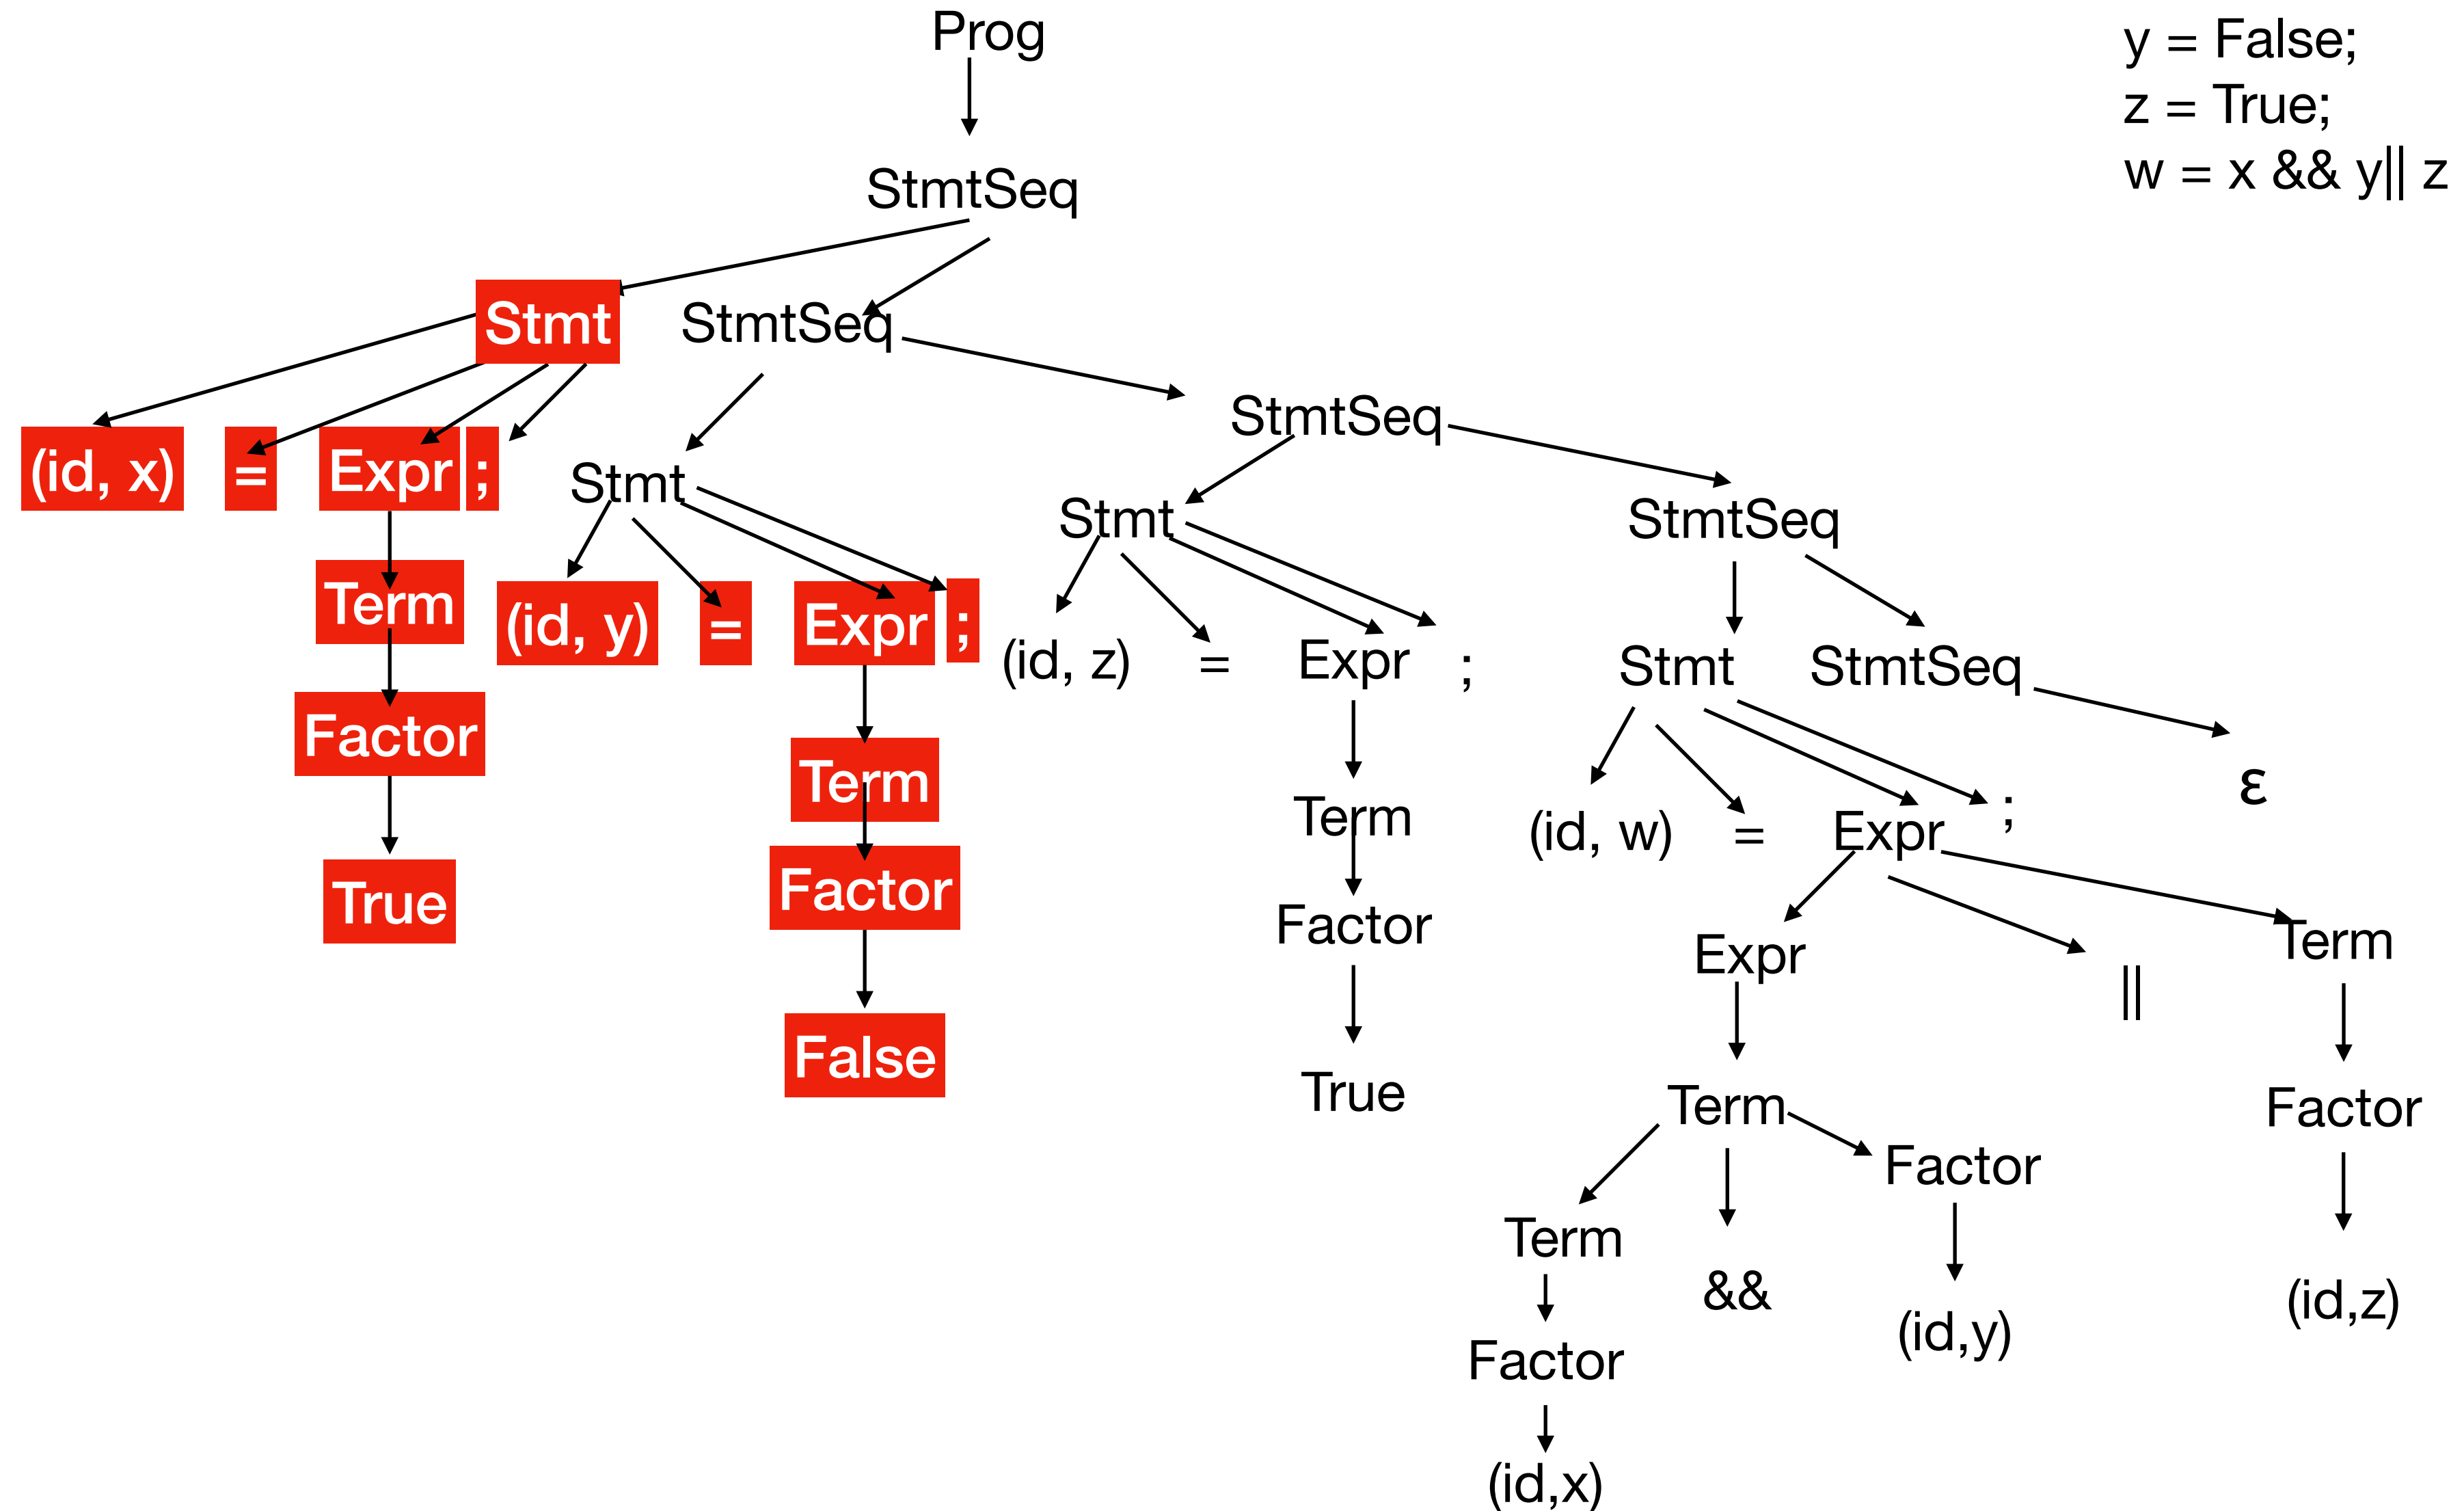 Prog
y = False;
z = True;
w = x && y|| z
StmtSeq
Stmt
StmtSeq
StmtSeq
(id, x) = Expr ;
Stmt
Stmt
StmtSeq
Term
(id, y) = Expr ;
(id, z) = Expr ;
Stmt
StmtSeq
Factor
Term
Term
(id, w) = Expr ;
ε
True
Factor
Factor
Expr
||
Term
False
True
Term
Factor
Factor
Term
&&
(id,y)
(id,z)
Factor
(id,x)